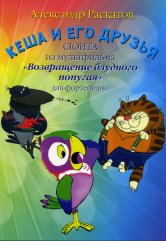 Александр Раскатов
КЕША И ЕГО ДРУЗЬЯ
СЮИТА
из мультфильма
«Возвращение блудного
попугая»
для фортепиано